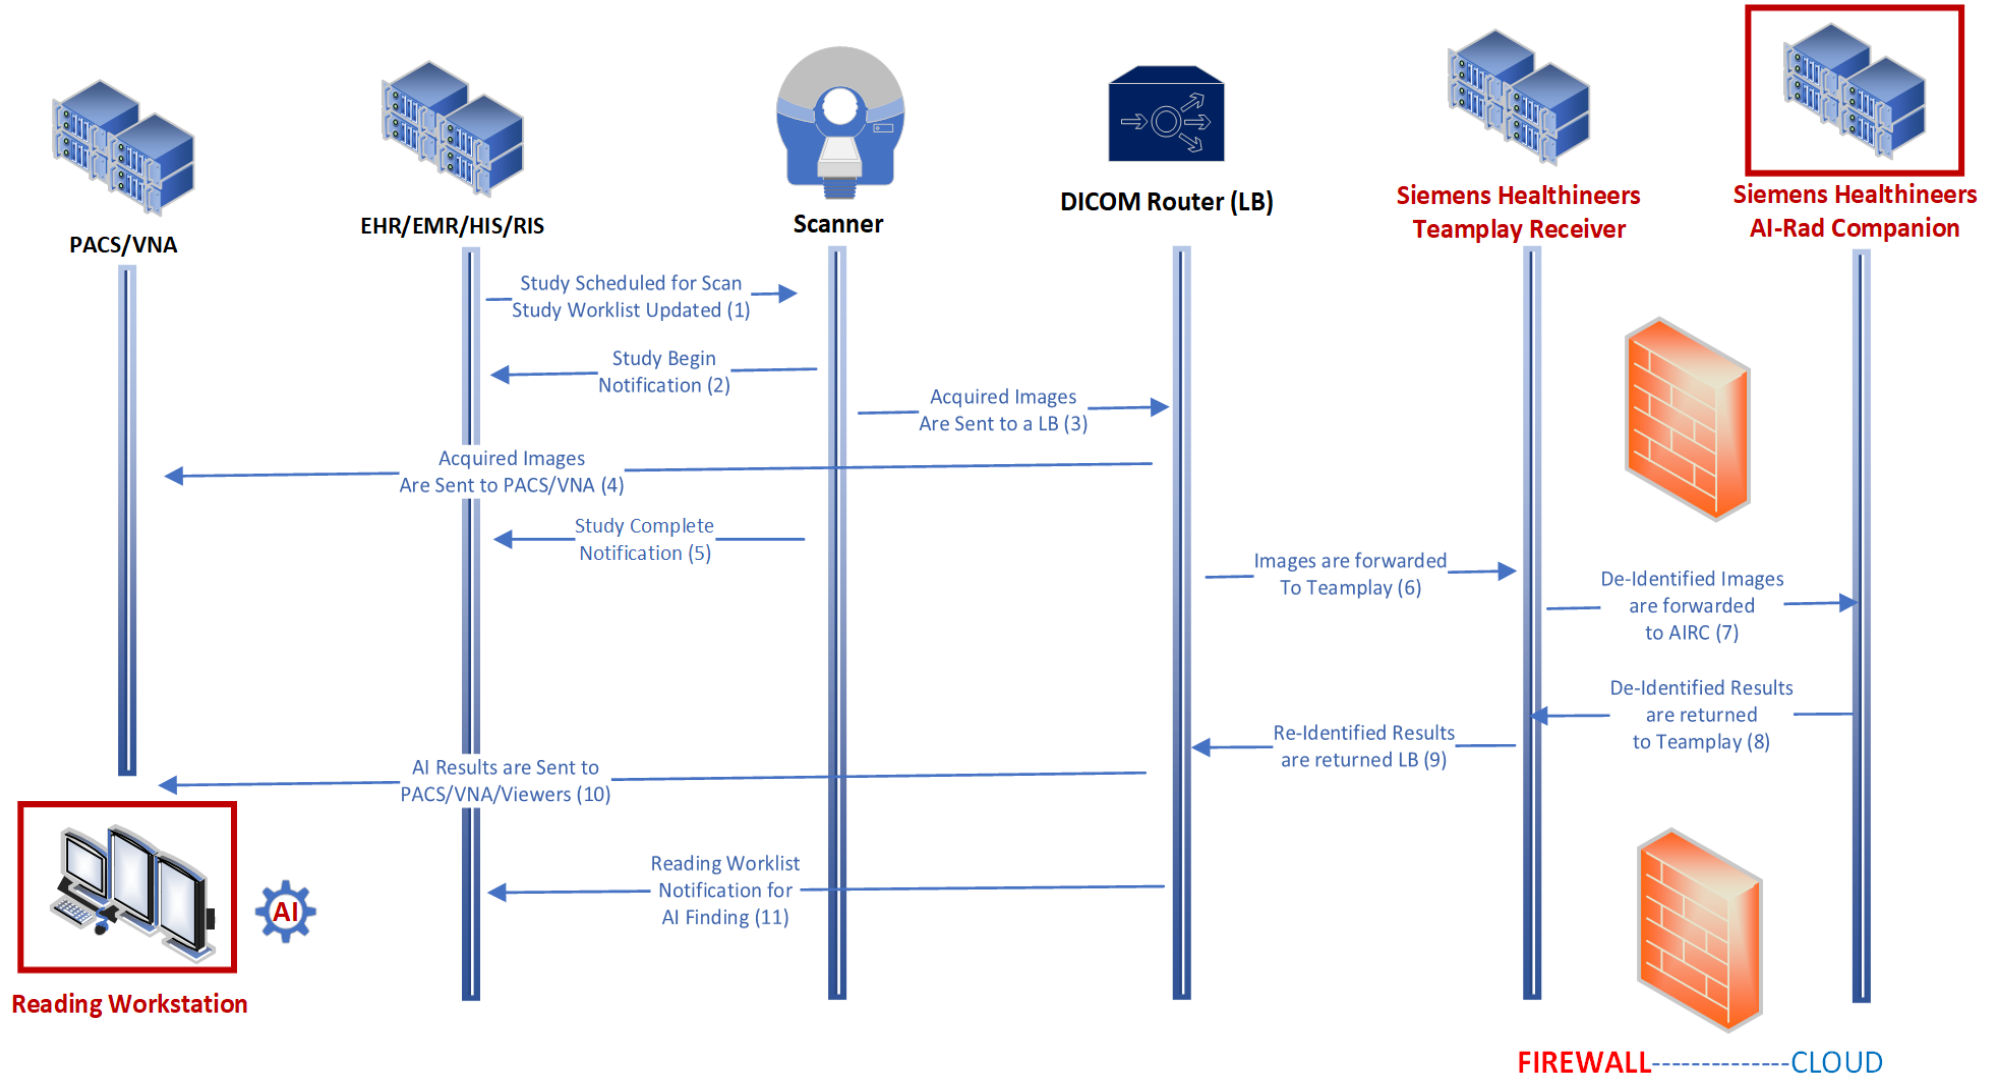 PACS/VNA
EHR/EMR/HIS/RIS
Scanner
DICOM Router (LB)
Siemens Healthineers
Teamplay Receiver
Siemens Healthineers
AI-Rad Companion
Study Scheduled for Scan
Study Worklist Updated (1)
Study Begin
Notification (2)
Acquired Images
Are Sent to a LB (3)
Acquired Images
Are Sent to PACS/VNA (4)
Study Complete
Notification (5)
Images are forwarded
To Teamplay (6)
De-Identified Images
are forwarded
to AIRC (7)
De-Identified Results
are returned
to Teamplay (8)
Re-Identified Results
are returned LB (9)
AI Results are Sent to
PACS/VNA/Viewers (10)
Reading Worklist
Notification for
AI Finding (11)
AI
Reading Workstation
FIREWALL--------------CLOUD